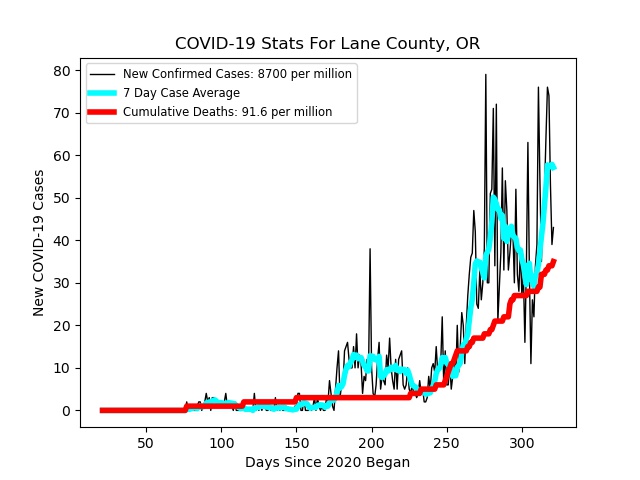 COVID-19 Stats For Lane County, OR
New Confirmed Cases: 8700 per million
7 Day Case Average
Cumulative Deaths: 91.6 per million
New COVID-19 Cases
80
70
60
50
40
30
20
10
0
50 100 150 200 250 300
Days Since 2020 Began